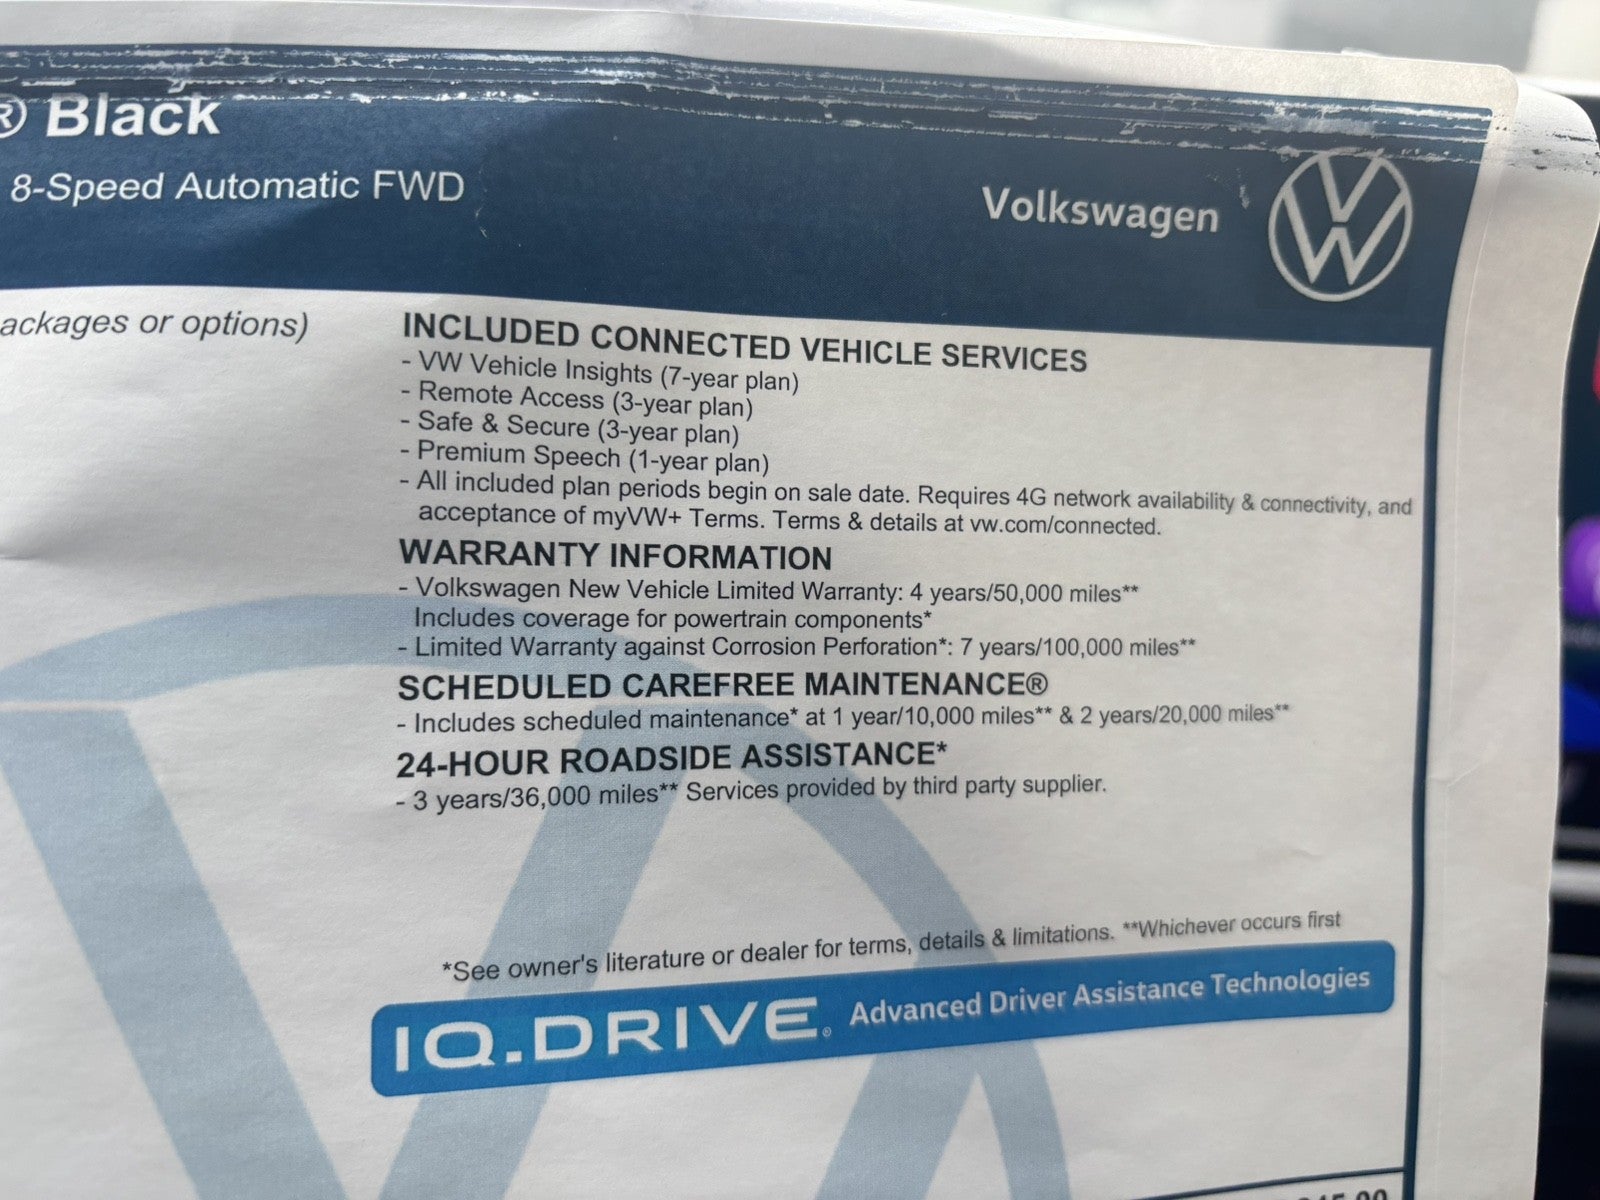 ® Black
8-Speed Automatic FWD
Volkswagen
ackages or options)
INCLUDED CONNECTED VEHICLE SERVICES
- VW Vehicle Insights (7-year plan)
- Remote Access (3-year plan)
- Safe & Secure (3-year plan)
- Premium Speech (1-year plan)
- All included plan periods begin on sale date. Requires 4G network availability & connectivity, and
acceptance of myVW+ Terms. Terms & details at vw.com/connected.
WARRANTY INFORMATION
- Volkswagen New Vehicle Limited Warranty: 4 years/50,000 miles**
Includes coverage for powertrain components*
- Limited Warranty against Corrosion Perforation*: 7 years/100,000 miles**
SCHEDULED CAREFREE MAINTENANCE®
- Includes scheduled maintenance* at 1 year/10,000 miles** & 2 years/20,000 miles**
24-HOUR ROADSIDE ASSISTANCE*
- 3 years/36,000 miles** Services provided by third party supplier.
*See owner's literature or dealer for terms, details & limitations. **Whichever occurs first
IQ.DRIVE® Advanced Driver Assistance Technologies